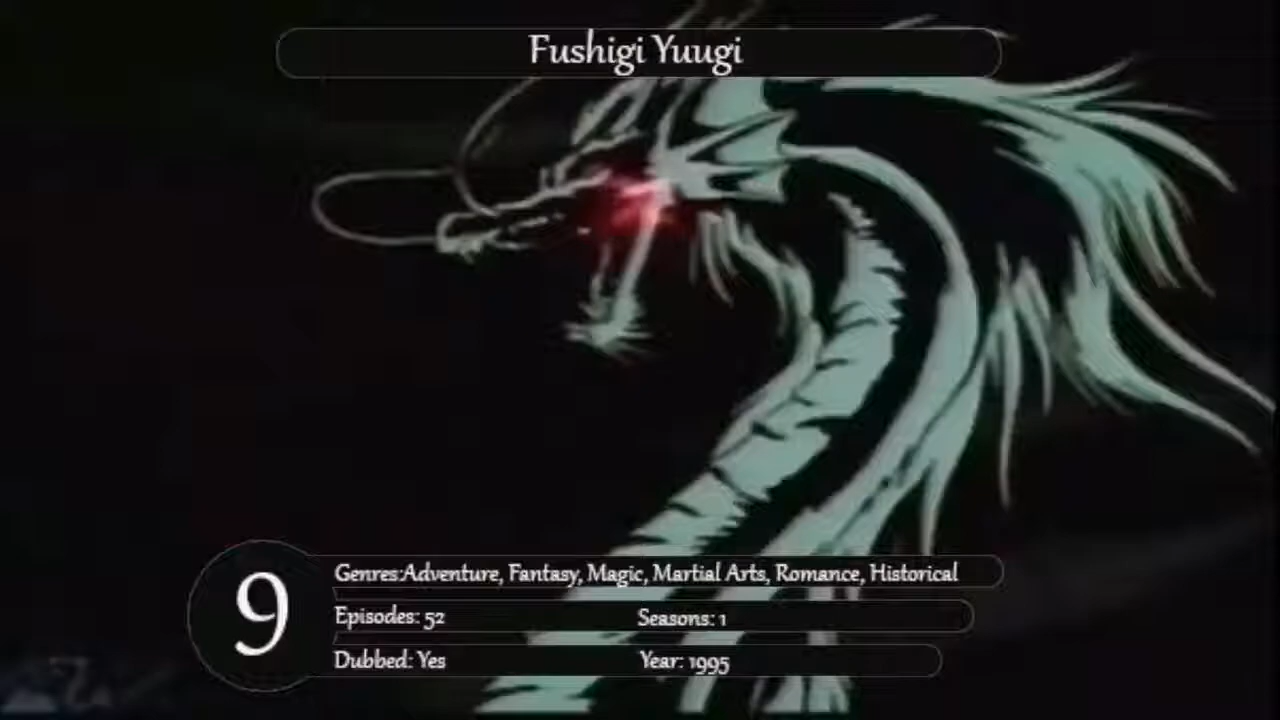 Fushigi Yuugi
9
Genres:Adventure, Fantasy, Magic, Martial Arts, Romance, Historical
Episodes: 52 Seasons: 1
Dubbed: Yes Year: 1995